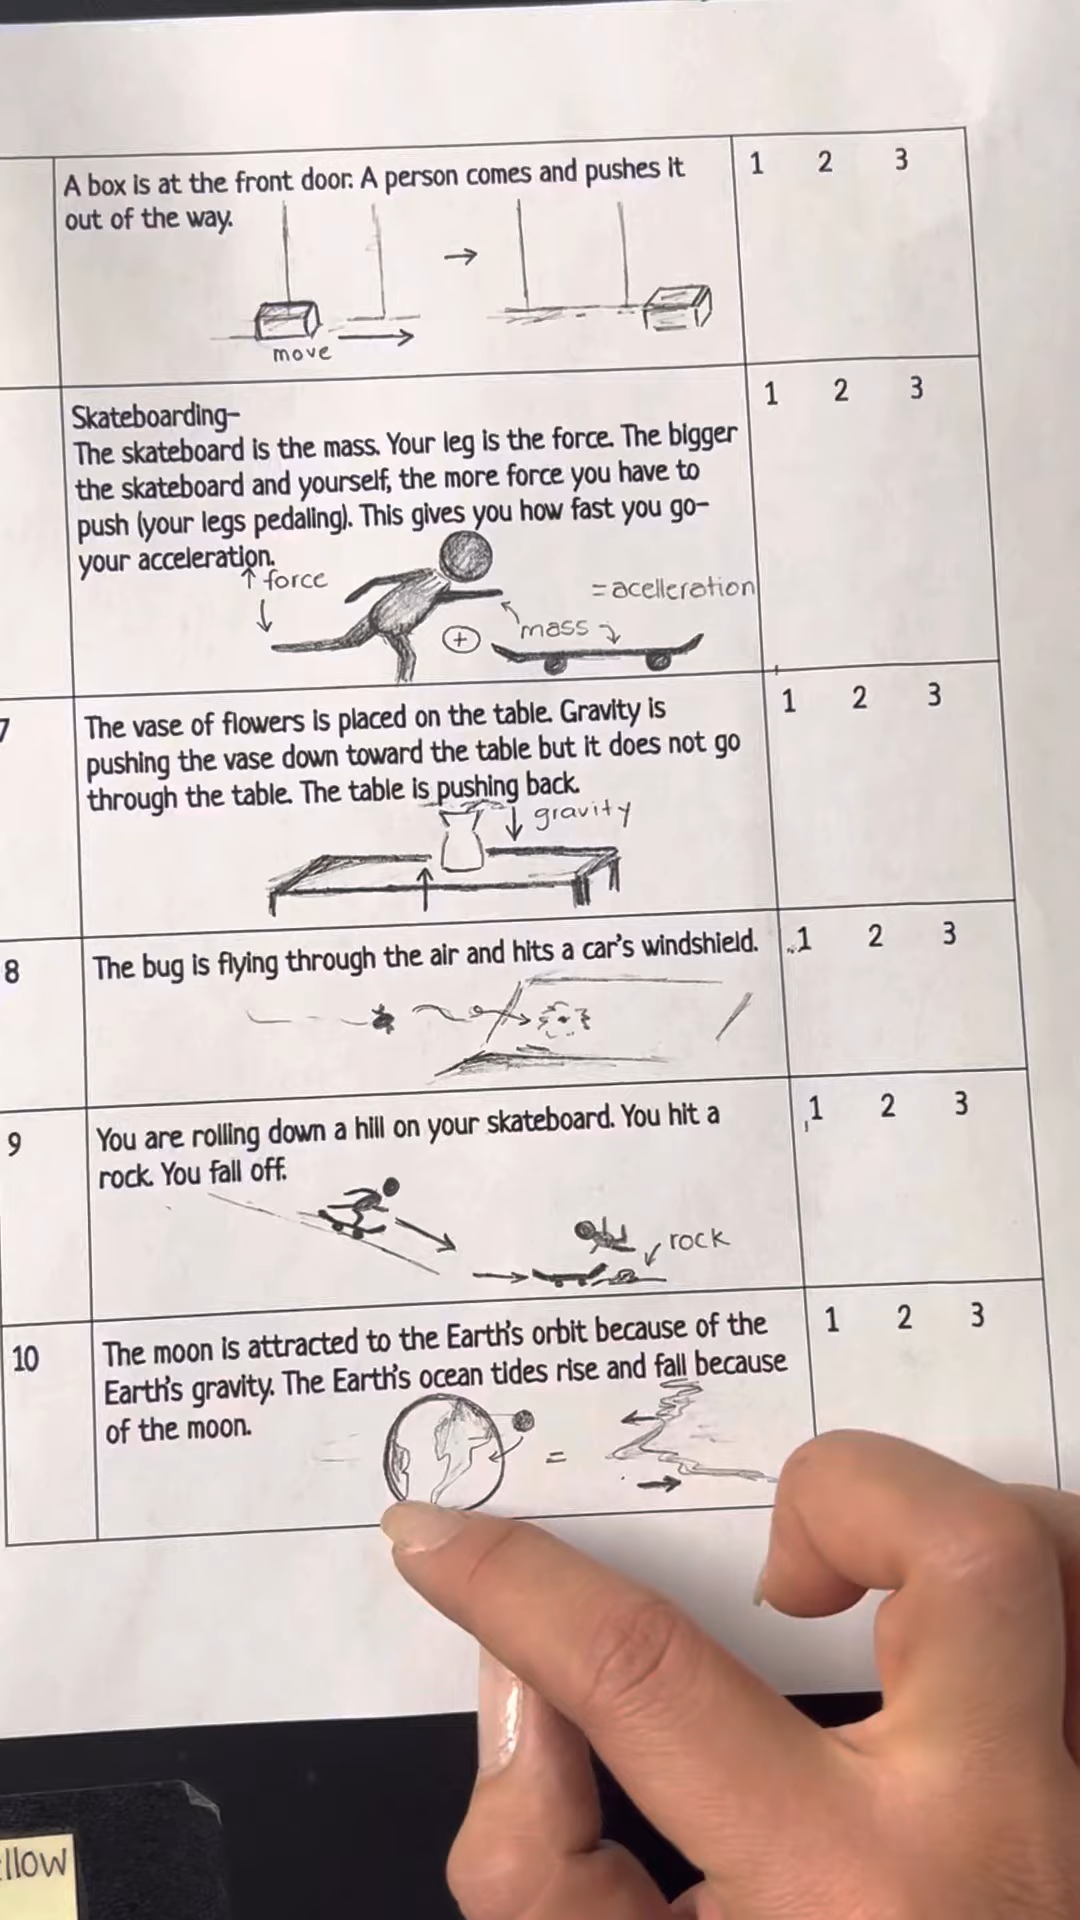 A box is at the front door. A person comes and pushes it
out of the way.
1 2 3
move
Skateboarding-
The skateboard is the mass. Your leg is the force. The bigger
the skateboard and yourself, the more force you have to
push (your legs pedaling). This gives you how fast you go-
your acceleration.
1 2 3
force
= acelleration
+
mass
7
The vase of flowers is placed on the table. Gravity is
pushing the vase down toward the table but it does not go
through the table. The table is pushing back.
1 2 3
gravity
8
The bug is flying through the air and hits a car's windshield.
1 2 3
9
You are rolling down a hill on your skateboard. You hit a
rock. You fall off.
1 2 3
rock
10
The moon is attracted to the Earth's orbit because of the
Earth's gravity. The Earth's ocean tides rise and fall because
of the moon.
1 2 3
=
llow